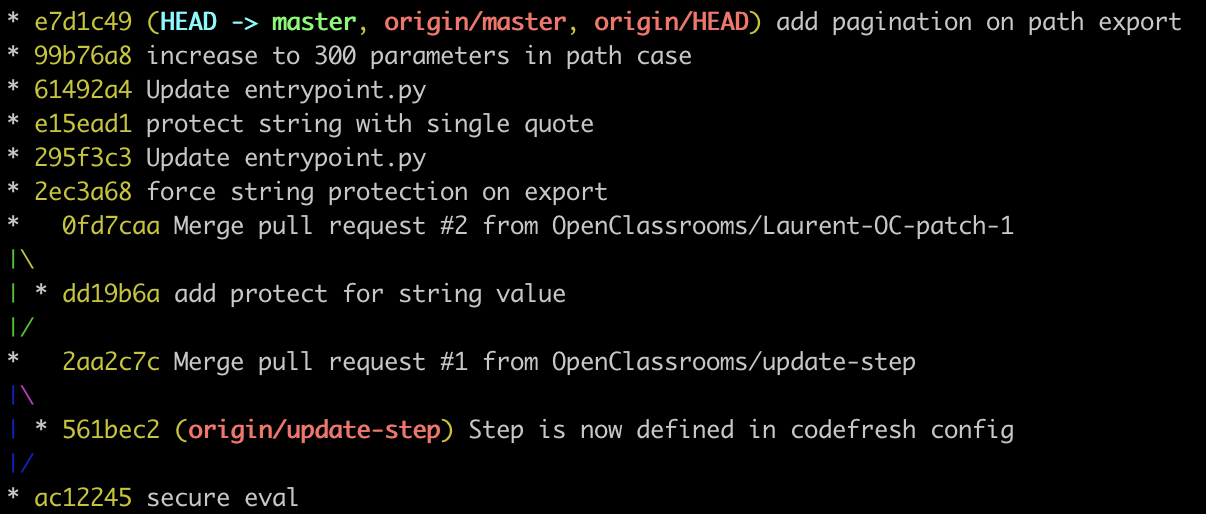 * e7d1c49 (HEAD -> master, origin/master, origin/HEAD) add pagination on path export
* 99b76a8 increase to 300 parameters in path case
* 61492a4 Update entrypoint.py
* e15ead1 protect string with single quote
* 295f3c3 Update entrypoint.py
* 2ec3a68 force string protection on export
*   0fd7caa Merge pull request #2 from OpenClassrooms/Laurent-OC-patch-1
|\
| * dd19b6a add protect for string value
|/
*   2aa2c7c Merge pull request #1 from OpenClassrooms/update-step
|\
| * 561bec2 (origin/update-step) Step is now defined in codefresh config
|/
* ac12245 secure eval